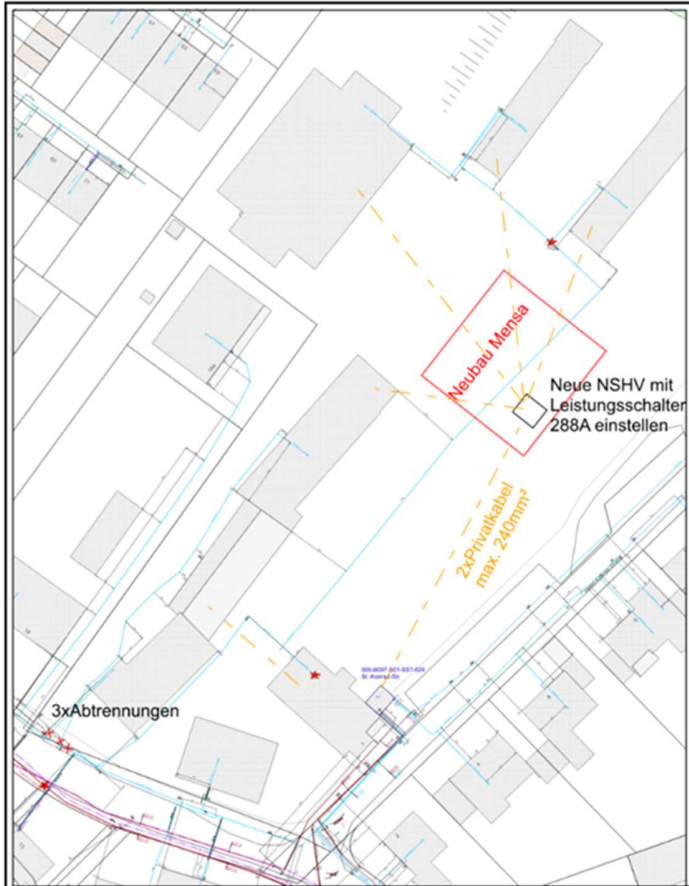 Neubau Mensa
Neue NSHV mit
Leistungsschalter
288A einstellen
2xPrivatkabel
max. 240mm²
3xAbtrennungen